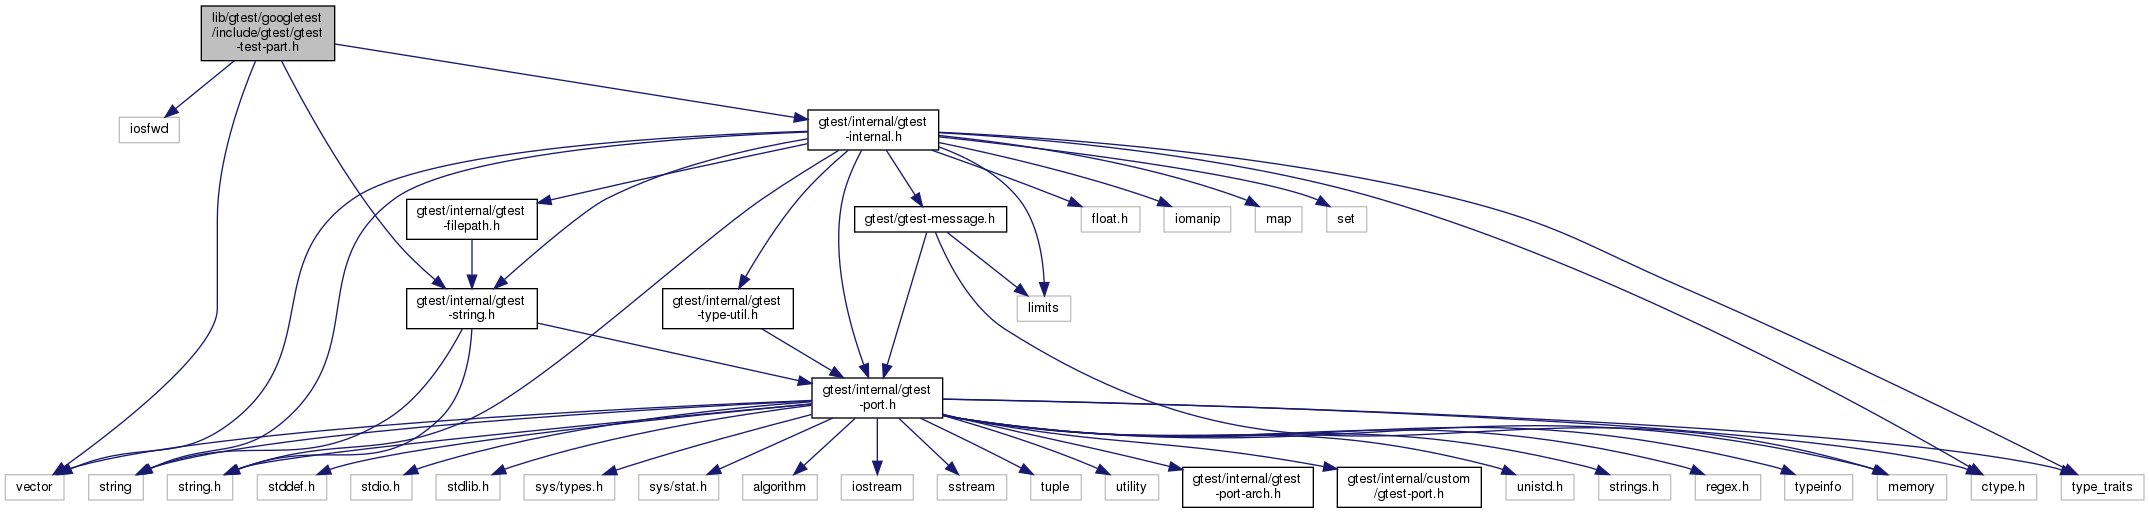 lib/gtest/googletest
/include/gtest/gtest
-test-part.h
iosfwd
gtest/internal/gtest
-internal.h
gtest/internal/gtest
-filepath.h
gtest/gtest-message.h
float.h
iomanip
map
set
gtest/internal/gtest
-string.h
gtest/internal/gtest
-type-util.h
limits
gtest/internal/gtest
-port.h
vector
string
string.h
stddef.h
stdio.h
stdlib.h
sys/types.h
sys/stat.h
algorithm
iostream
sstream
tuple
utility
gtest/internal/gtest
-port-arch.h
gtest/internal/custom
/gtest-port.h
unistd.h
strings.h
regex.h
typeinfo
memory
ctype.h
type_traits